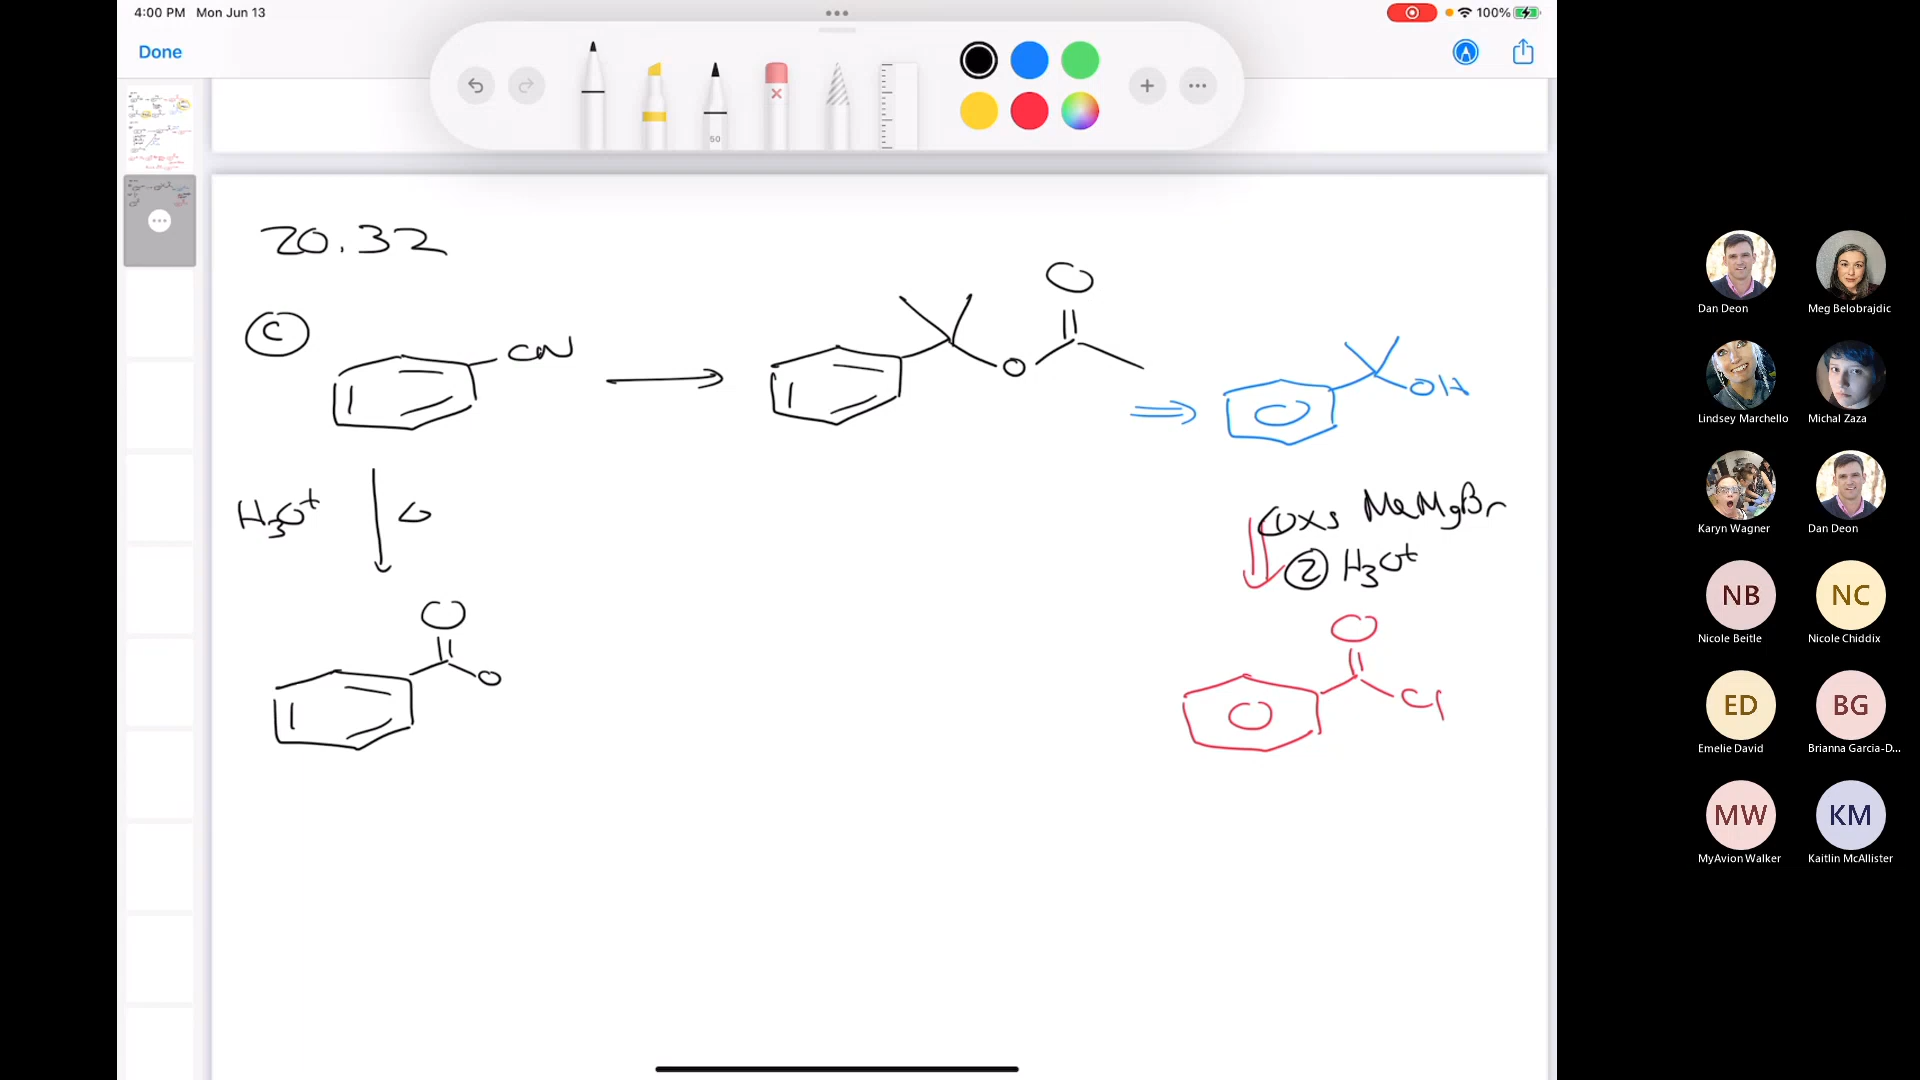 4:00 PM Mon Jun 13
100%
Done
50
20.32
C
CN
O
O
OH
H3O+
① xs MeMgBr
② H3O+
O
O
O
Cl
Dan Deon
Meg Belobrajdic
Lindsey Marchello
Michal Zaza
Karyn Wagner
Dan Deon
NB
NC
Nicole Beitle
Nicole Chiddix
ED
BG
Emelie David
Brianna Garcia-D...
MW
KM
MyAvion Walker
Kaitlin McAllister